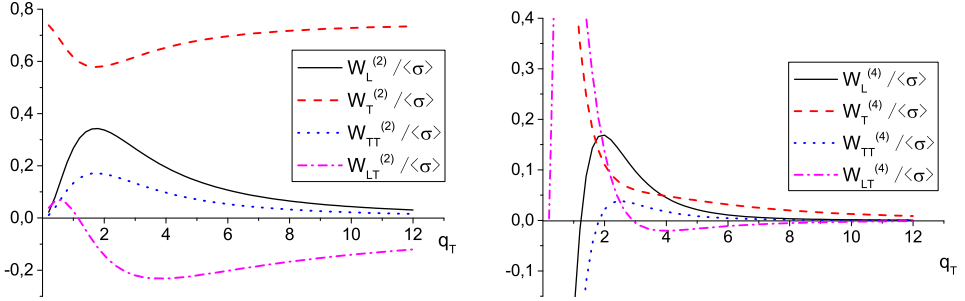 0,8
0,6
0,4
0,2
0,0
-0,2
2 4 6 8 10 12
q_T
W_L^(2) /<σ>
W_T^(2) /<σ>
W_TT^(2) /<σ>
W_LT^(2) /<σ>
0,4
0,3
0,2
0,1
0,0
-0,1
2 4 6 8 10 12
q_T
W_L^(4) /<σ>
W_T^(4) /<σ>
W_TT^(4) /<σ>
W_LT^(4) /<σ>